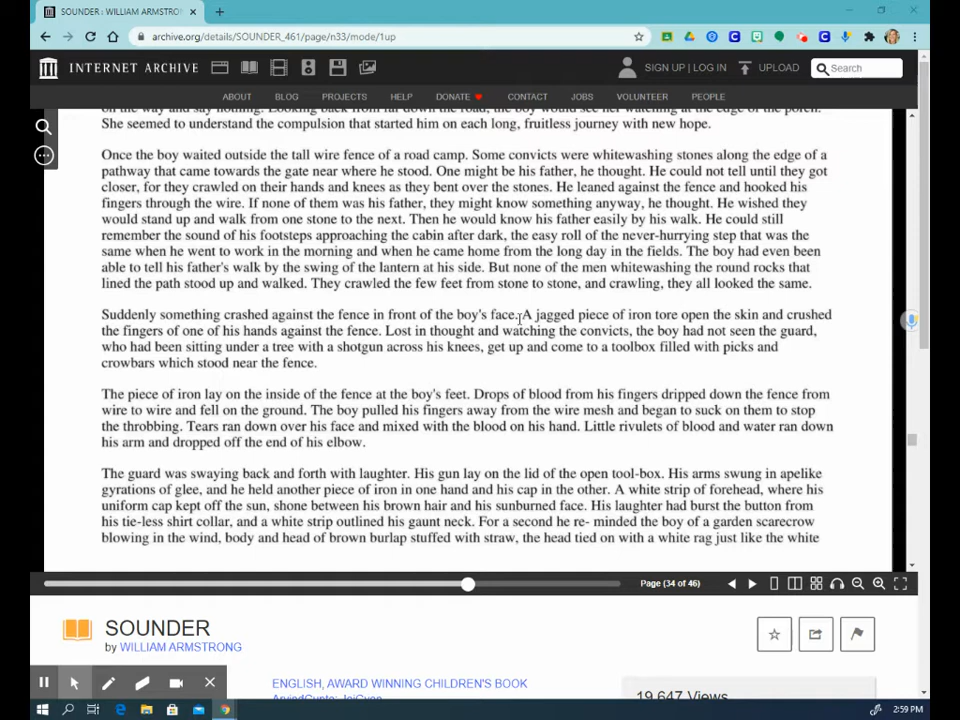 SOUNDER : WILLIAM ARMSTRO
archive.org/details/SOUNDER_461/page/n33/mode/1up
INTERNET ARCHIVE
SIGN UP | LOG IN
UPLOAD
Search
ABOUT BLOG PROJECTS HELP DONATE CONTACT JOBS VOLUNTEER PEOPLE
She seemed to understand the compulsion that started him on each long, fruitless journey with new hope.
Once the boy waited outside the tall wire fence of a road camp. Some convicts were whitewashing stones along the edge of a
pathway that came towards the gate near where he stood. One might be his father, he thought. He could not tell until they got
closer, for they crawled on their hands and knees as they bent over the stones. He leaned against the fence and hooked his
fingers through the wire. If none of them was his father, they might know something anyway, he thought. He wished they
would stand up and walk from one stone to the next. Then he would know his father easily by his walk. He could still
remember the sound of his footsteps approaching the cabin after dark, the easy roll of the never-hurrying step that was the
same when he went to work in the morning and when he came home from the long day in the fields. The boy had even been
able to tell his father's walk by the swing of the lantern at his side. But none of the men whitewashing the round rocks that
lined the path stood up and walked. They crawled the few feet from stone to stone, and crawling, they all looked the same.
Suddenly something crashed against the fence in front of the boy's face. A jagged piece of iron tore open the skin and crushed
the fingers of one of his hands against the fence. Lost in thought and watching the convicts, the boy had not seen the guard,
who had been sitting under a tree with a shotgun across his knees, get up and come to a toolbox filled with picks and
crowbars which stood near the fence.
The piece of iron lay on the inside of the fence at the boy's feet. Drops of blood from his fingers dripped down the fence from
wire to wire and fell on the ground. The boy pulled his fingers away from the wire mesh and began to suck on them to stop
the throbbing. Tears ran down over his face and mixed with the blood on his hand. Little rivulets of blood and water ran down
his arm and dropped off the end of his elbow.
The guard was swaying back and forth with laughter. His gun lay on the lid of the open tool-box. His arms swung in apelike
gyrations of glee, and he held another piece of iron in one hand and his cap in the other. A white strip of forehead, where his
uniform cap kept off the sun, shone between his brown hair and his sunburned face. His laughter had burst the button from
his tie-less shirt collar, and a white strip outlined his gaunt neck. For a second he re- minded the boy of a garden scarecrow
blowing in the wind, body and head of brown burlap stuffed with straw, the head tied on with a white rag just like the white
Page (34 of 46)
SOUNDER
by WILLIAM ARMSTRONG
ENGLISH, AWARD WINNING CHILDREN'S BOOK
19,647 Views
2:59 PM